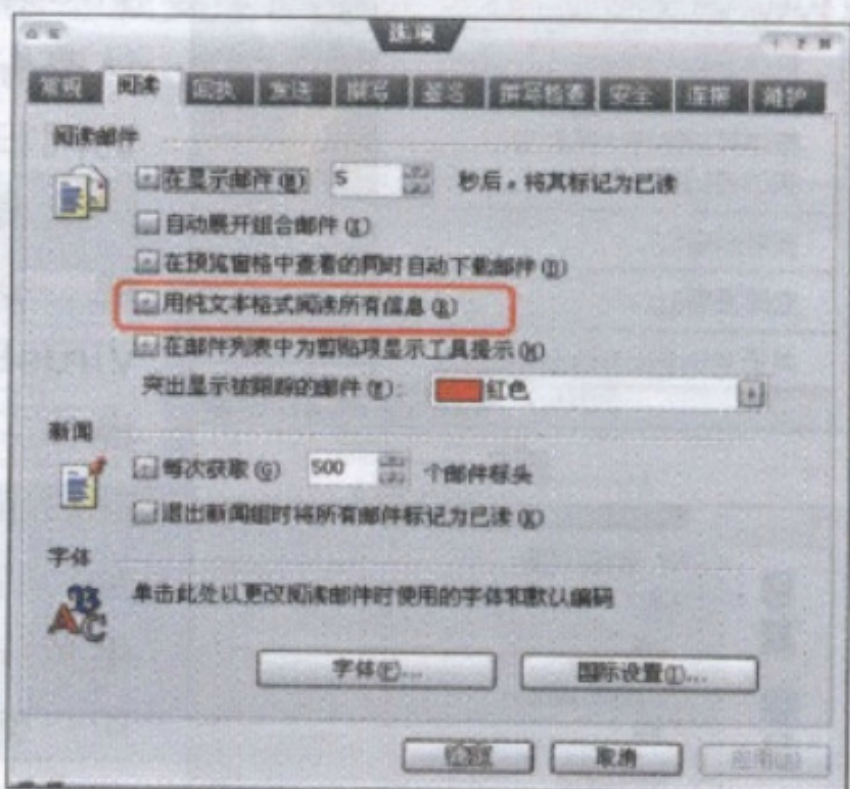 选项
常规 阅读 回执 发送 撰写 签名 拼写检查 安全 连接 维护
阅读邮件
在显示邮件(M) 5 秒后，将其标记为已读
自动展开组合邮件(X)
在预览窗格中查看的同时自动下载邮件(D)
用纯文本格式阅读所有信息(R)
在邮件列表中为剪贴项显示工具提示(M)
突出显示被跟踪的邮件(T)： 红色
新闻
每次获取(G) 500 个邮件标头
退出新闻组时将所有邮件标记为已读(K)
字体
单击此处以更改阅读邮件时使用的字体和默认编码
字体(F)... 国际设置(I)...
取消 应用(A)